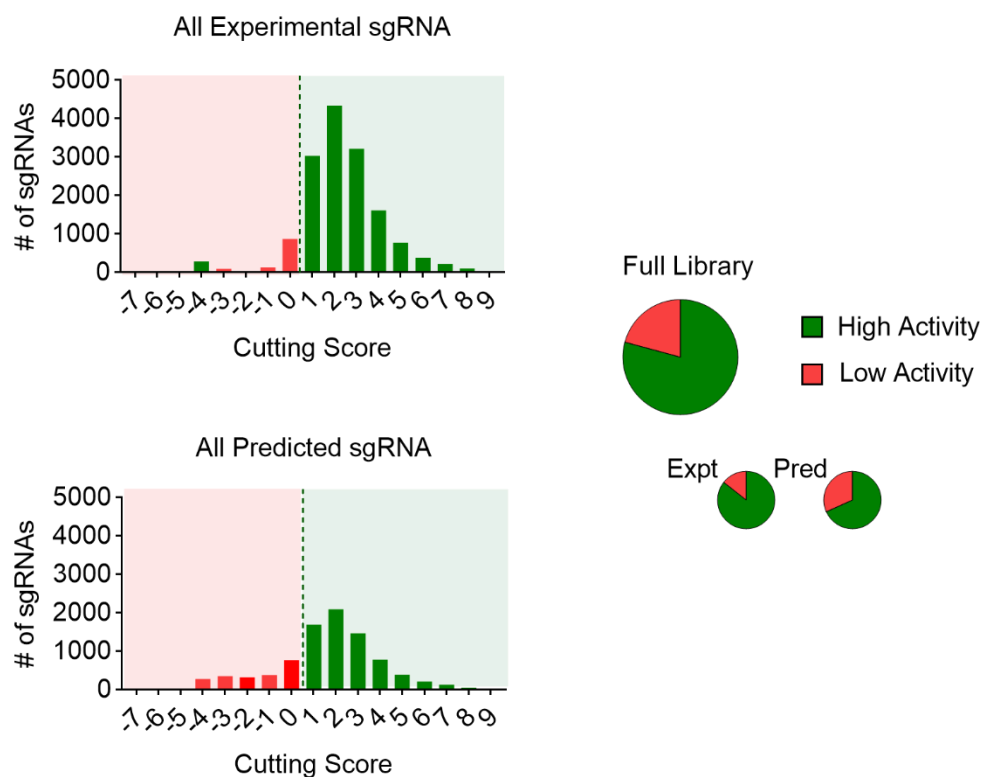 All Experimental sgRNA
# of sgRNAs
5000
4000
3000
2000
1000
0
-7 -6 -5 -4 -3 -2 -1 0 1 2 3 4 5 6 7 8 9
Cutting Score
All Predicted sgRNA
# of sgRNAs
5000
4000
3000
2000
1000
0
-7 -6 -5 -4 -3 -2 -1 0 1 2 3 4 5 6 7 8 9
Cutting Score
Full Library
High Activity
Low Activity
Expt
Pred